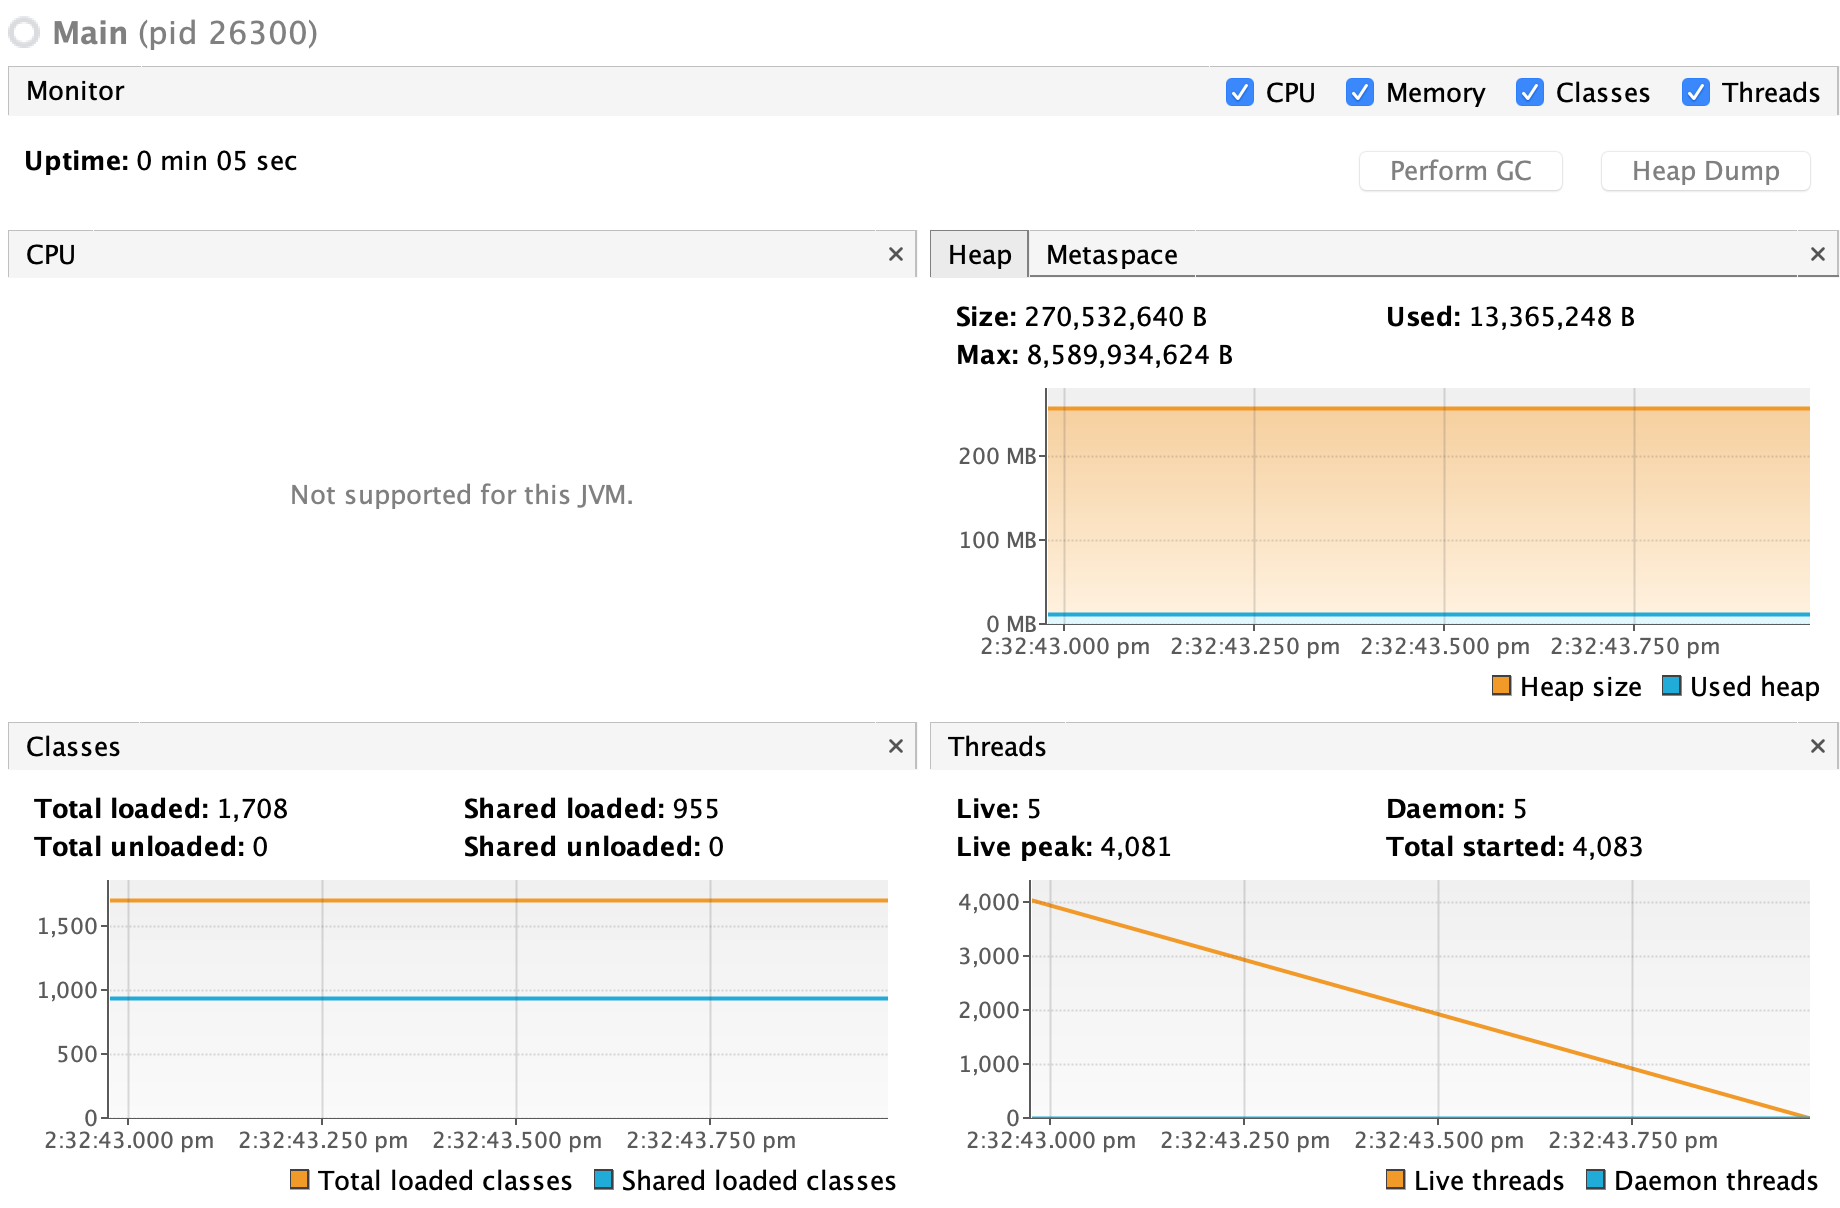 Main (pid 26300)
Monitor
CPU Memory Classes Threads
Uptime: 0 min 05 sec
Perform GC Heap Dump
CPU ×
Not supported for this JVM.
Heap Metaspace ×
Size: 270,532,640 B Used: 13,365,248 B
Max: 8,589,934,624 B
200 MB
100 MB
0 MB
2:32:43.000 pm 2:32:43.250 pm 2:32:43.500 pm 2:32:43.750 pm
Heap size Used heap
Classes ×
Total loaded: 1,708 Shared loaded: 955
Total unloaded: 0 Shared unloaded: 0
1,500
1,000
500
0
2:32:43.000 pm 2:32:43.250 pm 2:32:43.500 pm 2:32:43.750 pm
Total loaded classes Shared loaded classes
Threads ×
Live: 5 Daemon: 5
Live peak: 4,081 Total started: 4,083
4,000
3,000
2,000
1,000
0
2:32:43.000 pm 2:32:43.250 pm 2:32:43.500 pm 2:32:43.750 pm
Live threads Daemon threads